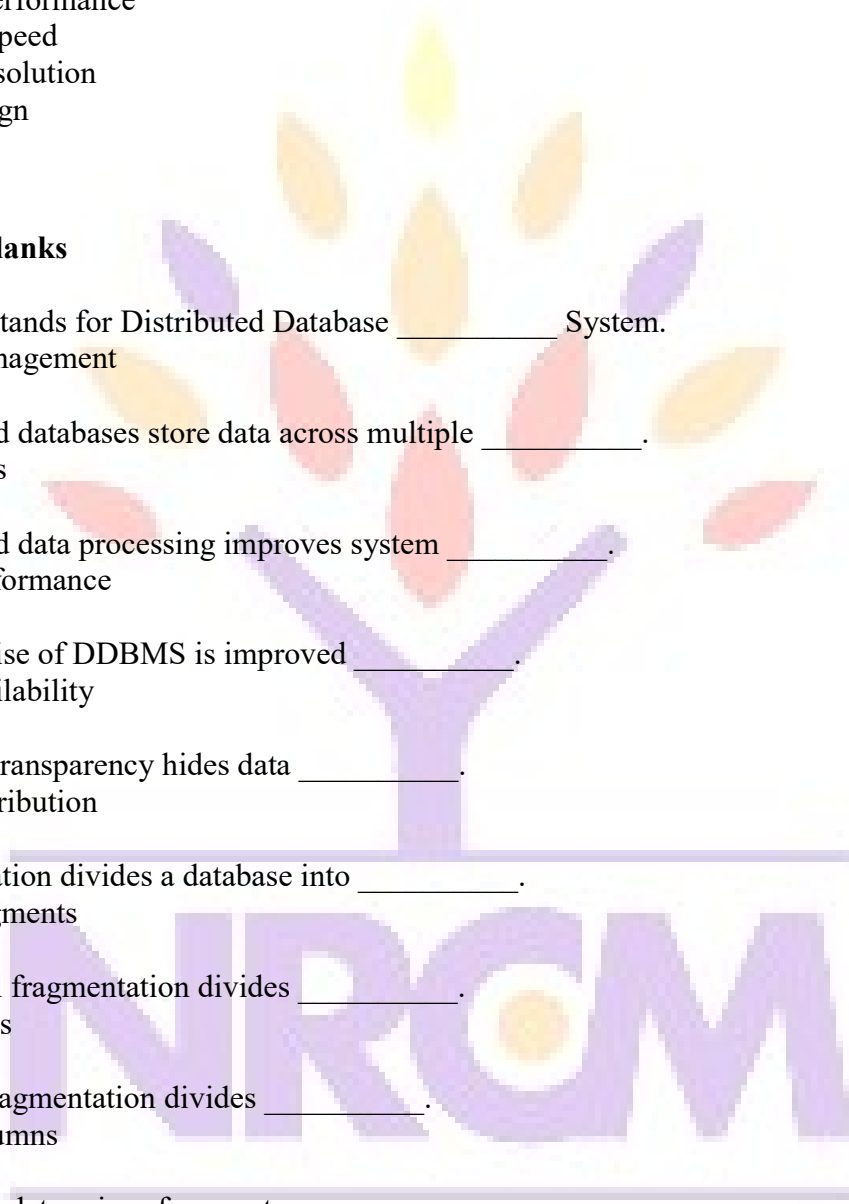 erformance
peed
solution
gn
lanks
tands for Distributed Database __________ System.
nagement
d databases store data across multiple __________.
s
d data processing improves system __________.
formance
ise of DDBMS is improved __________.
ilability
ransparency hides data __________.
ribution
ation divides a database into __________.
gments
l fragmentation divides __________.
s
agmentation divides __________.
umns
NRCM